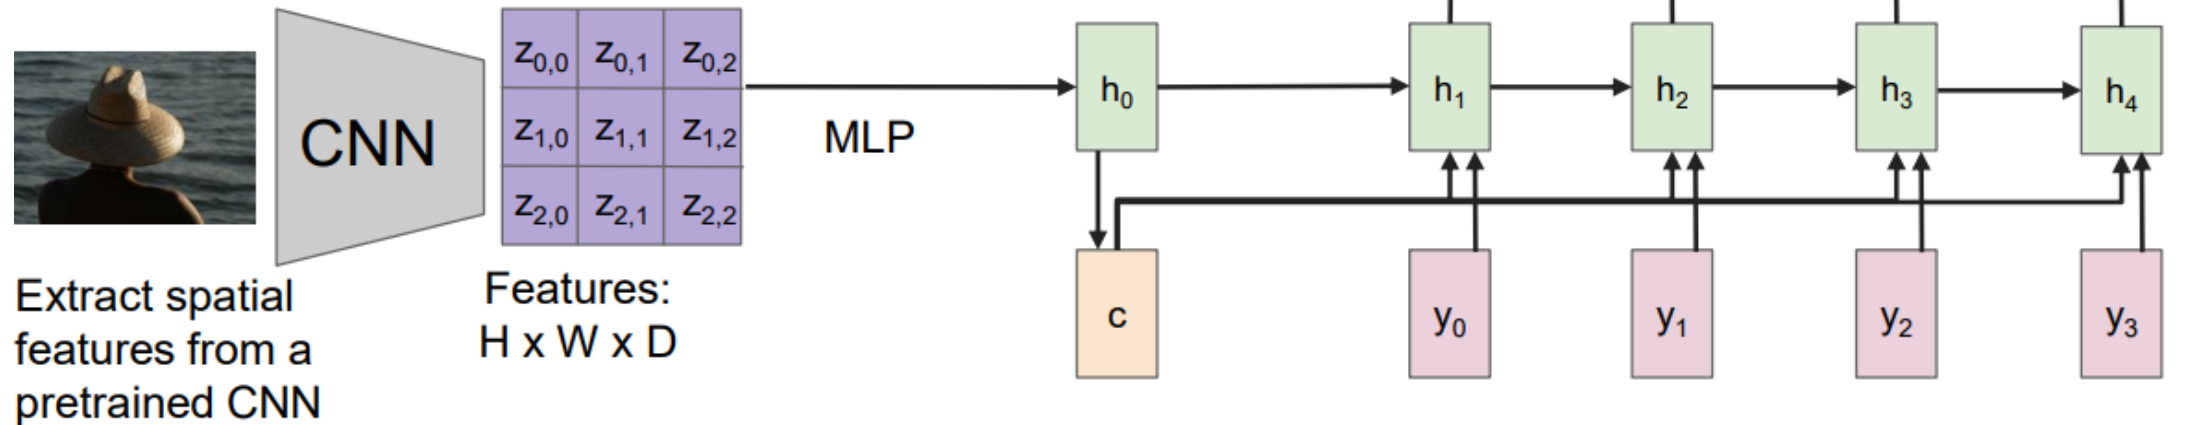 CNN
z0,0 z0,1 z0,2
z1,0 z1,1 z1,2
z2,0 z2,1 z2,2
MLP
h0
h1
h2
h3
h4
c
y0
y1
y2
y3
Extract spatial
features from a
pretrained CNN
Features:
H x W x D